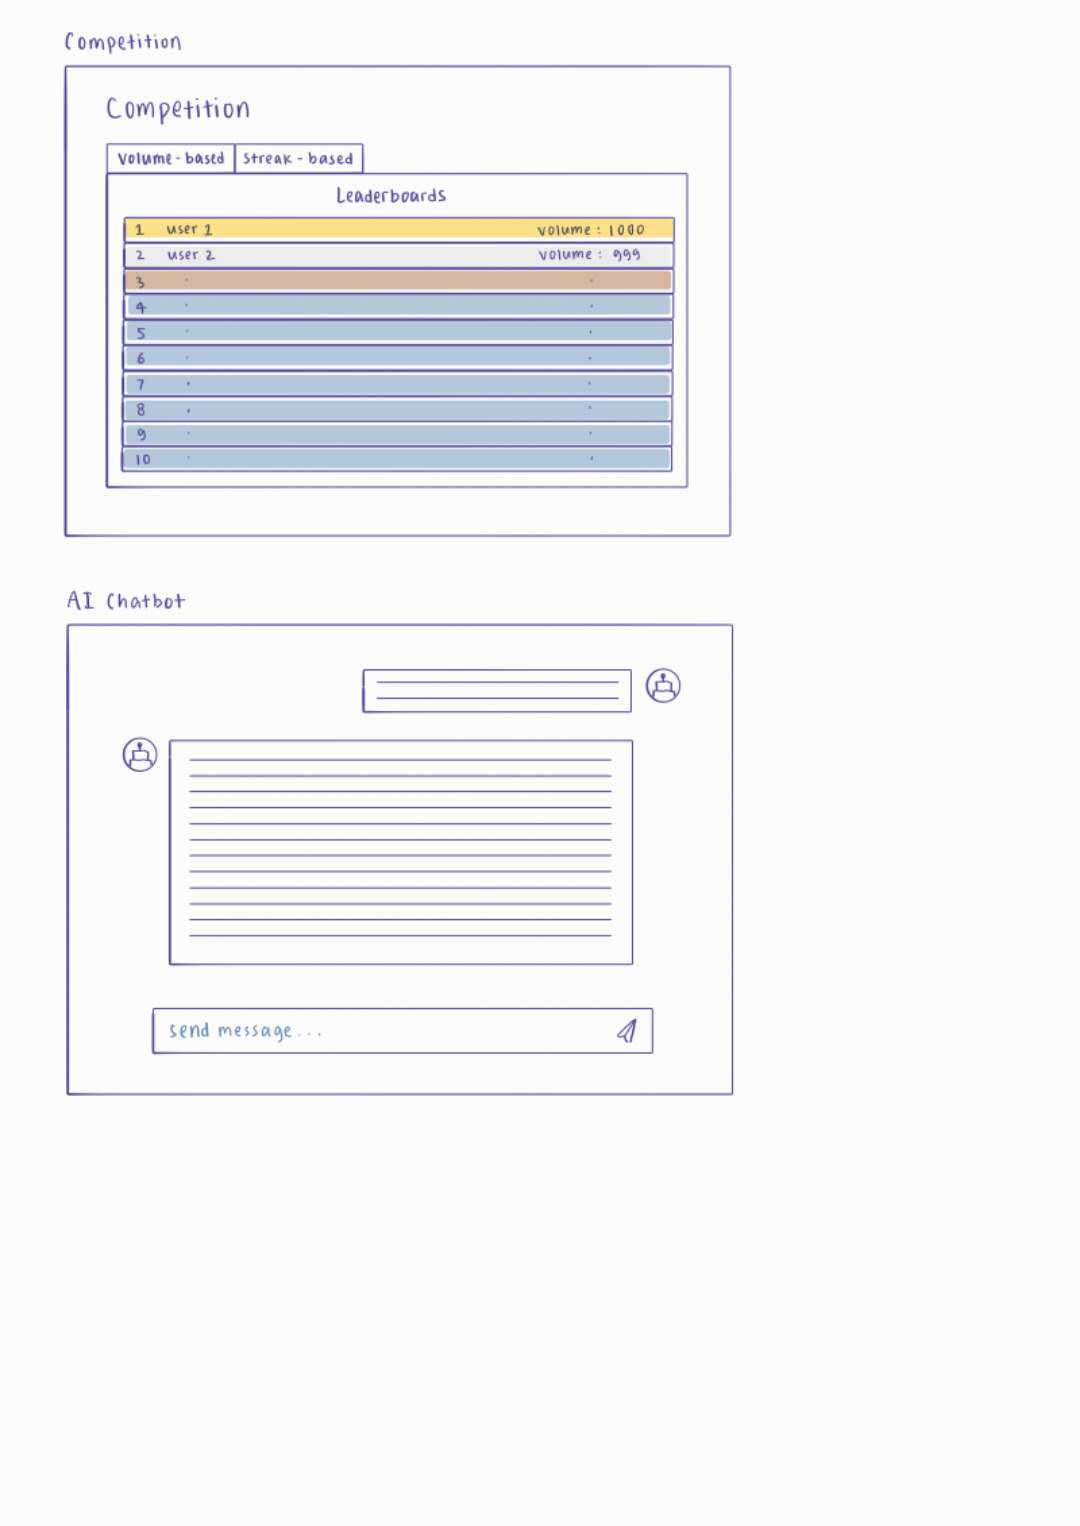 Competition
Competition
Volume-based Streak-based
Leaderboards
1 user 1 volume: 1000
2 user 2 volume: 999
3
4
5
6
7
8
9
10
AI Chatbot
send message...